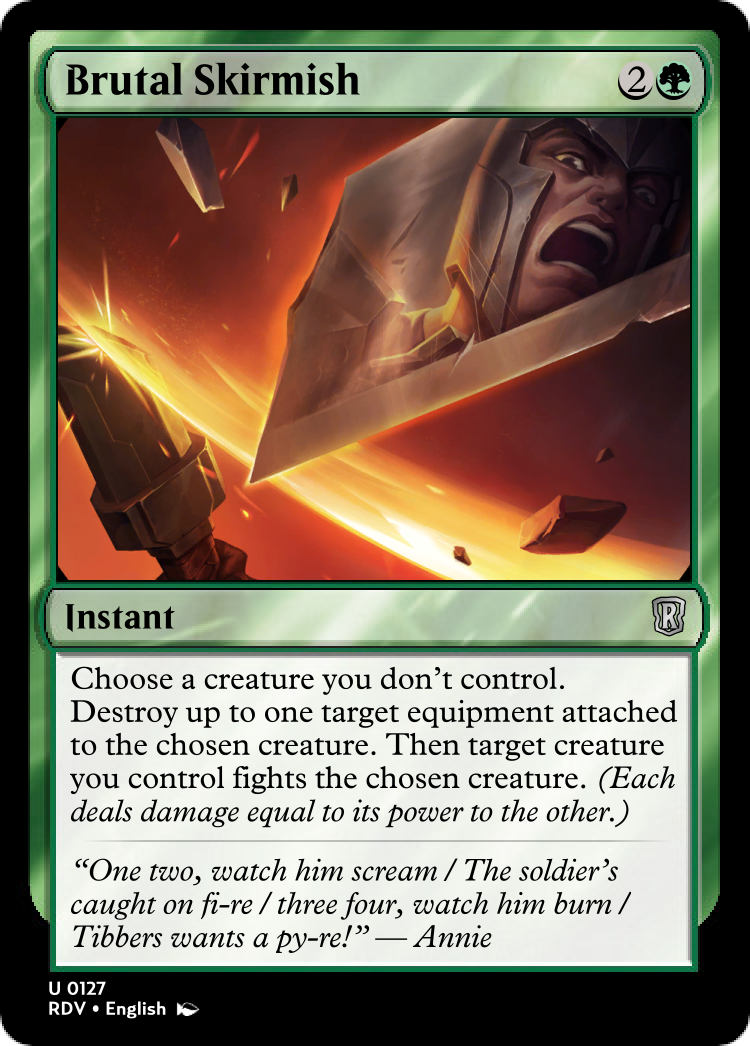 Brutal Skirmish
2
Instant
R
Choose a creature you don't control.
Destroy up to one target equipment attached
to the chosen creature. Then target creature
you control fights the chosen creature. (Each
deals damage equal to its power to the other.)
“One two, watch him scream / The soldier's
caught on fi-re / three four, watch him burn /
Tibbers wants a py-re!” — Annie
U 0127
RDV • English